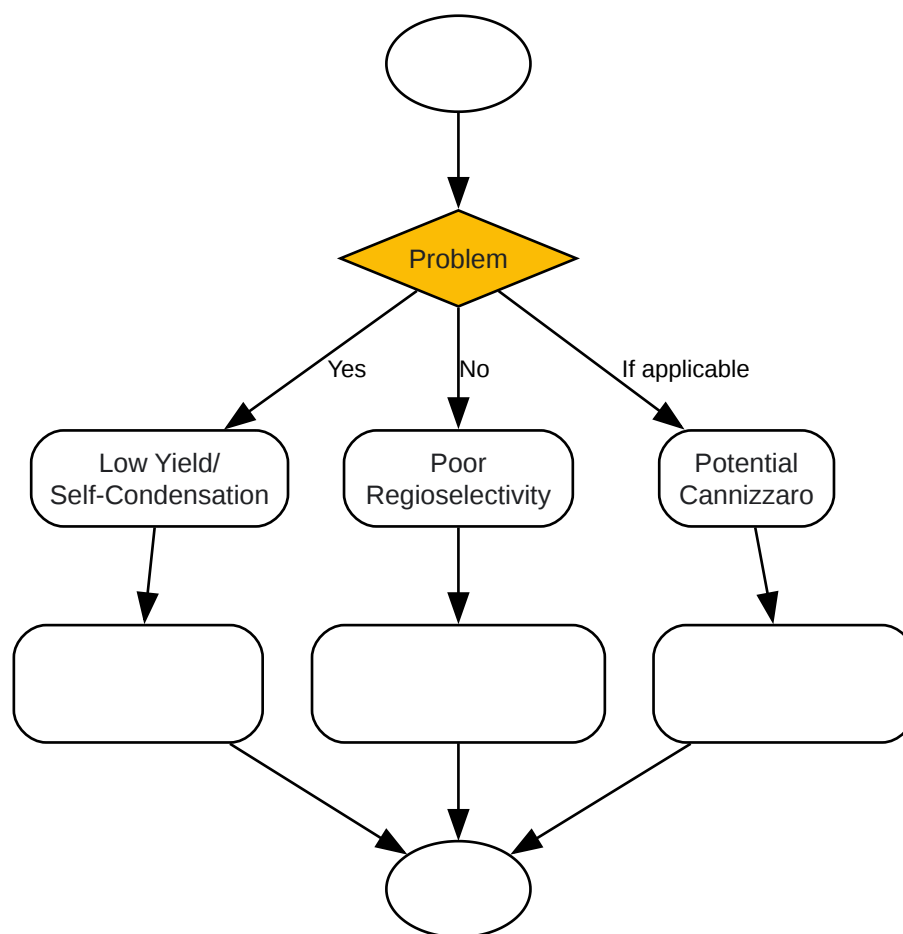 Problem
Yes
No
If applicable
Low Yield/
Self-Condensation
Poor
Regioselectivity
Potential
Cannizzaro